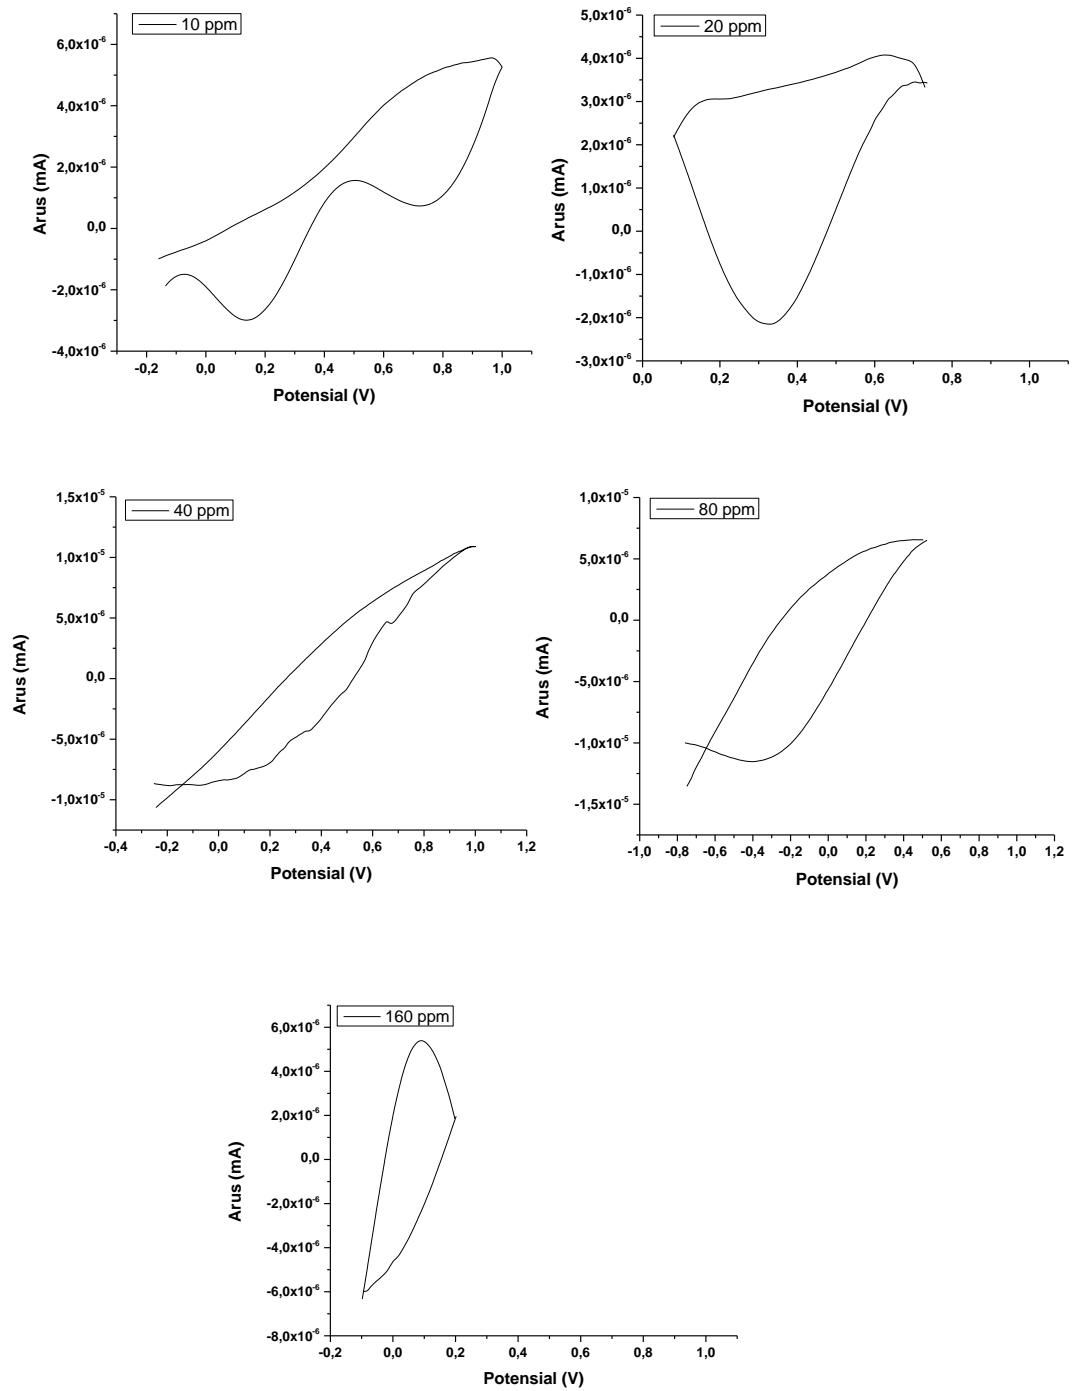 10 ppm
6,0x10⁻⁶
4,0x10⁻⁶
2,0x10⁻⁶
0,0
-2,0x10⁻⁶
-4,0x10⁻⁶
Arus (mA)
-0,2 0,0 0,2 0,4 0,6 0,8 1,0
Potensial (V)
20 ppm
5,0x10⁻⁶
4,0x10⁻⁶
3,0x10⁻⁶
2,0x10⁻⁶
1,0x10⁻⁶
0,0
-1,0x10⁻⁶
-2,0x10⁻⁶
-3,0x10⁻⁶
Arus (mA)
0,0 0,2 0,4 0,6 0,8 1,0
Potensial (V)
40 ppm
1,5x10⁻⁵
1,0x10⁻⁵
5,0x10⁻⁶
0,0
-5,0x10⁻⁶
-1,0x10⁻⁵
Arus (mA)
-0,4 -0,2 0,0 0,2 0,4 0,6 0,8 1,0 1,2
Potensial (V)
80 ppm
1,0x10⁻⁵
5,0x10⁻⁶
0,0
-5,0x10⁻⁶
-1,0x10⁻⁵
-1,5x10⁻⁵
Arus (mA)
-1,0 -0,8 -0,6 -0,4 -0,2 0,0 0,2 0,4 0,6 0,8 1,0 1,2
Potensial (V)
160 ppm
6,0x10⁻⁶
4,0x10⁻⁶
2,0x10⁻⁶
0,0
-2,0x10⁻⁶
-4,0x10⁻⁶
-6,0x10⁻⁶
-8,0x10⁻⁶
Arus (mA)
-0,2 0,0 0,2 0,4 0,6 0,8 1,0
Potensial (V)